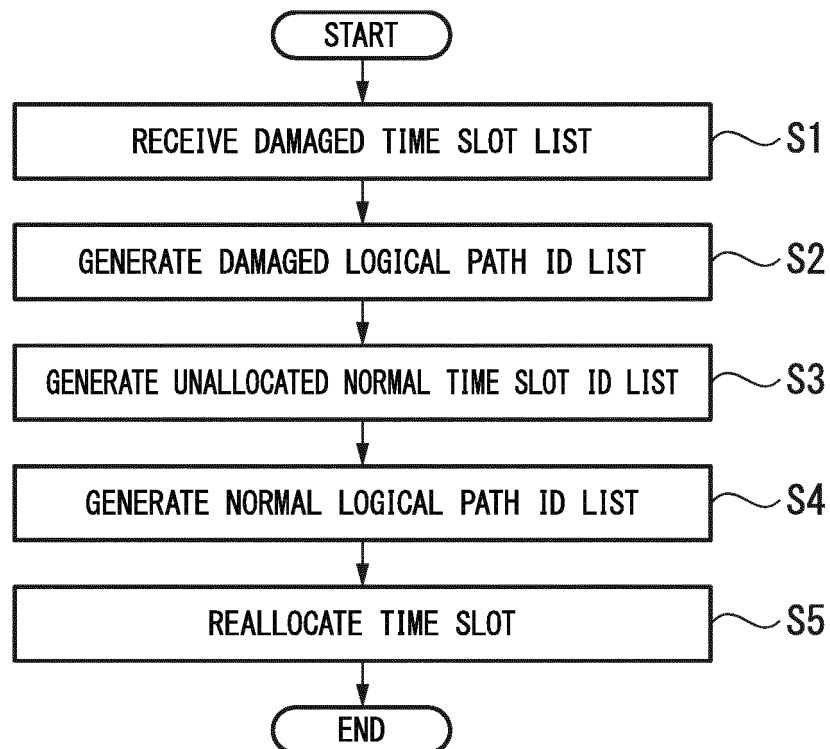 START
RECEIVE DAMAGED TIME SLOT LIST
S1
GENERATE DAMAGED LOGICAL PATH ID LIST
S2
GENERATE UNALLOCATED NORMAL TIME SLOT ID LIST
S3
GENERATE NORMAL LOGICAL PATH ID LIST
S4
REALLOCATE TIME SLOT
S5
END